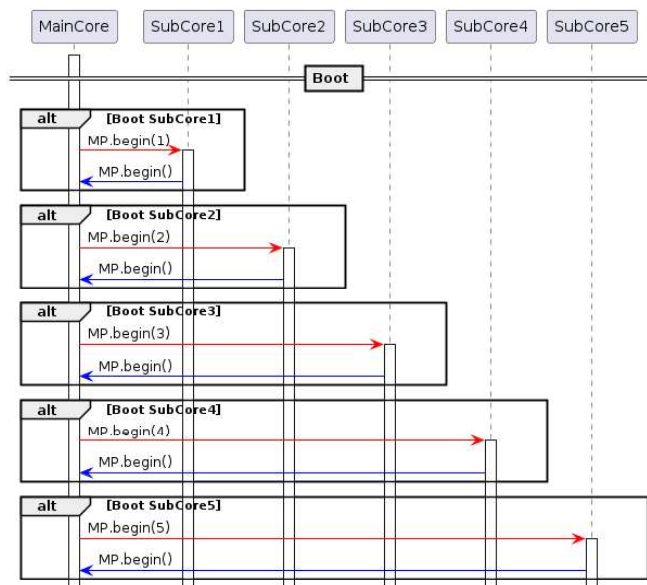 MainCore SubCore1 SubCore2 SubCore3 SubCore4 SubCore5
Boot
alt [Boot SubCore1]
MP.begin(1)
MP.begin()
alt [Boot SubCore2]
MP.begin(2)
MP.begin()
alt [Boot SubCore3]
MP.begin(3)
MP.begin()
alt [Boot SubCore4]
MP.begin(4)
MP.begin()
alt [Boot SubCore5]
MP.begin(5)
MP.begin()